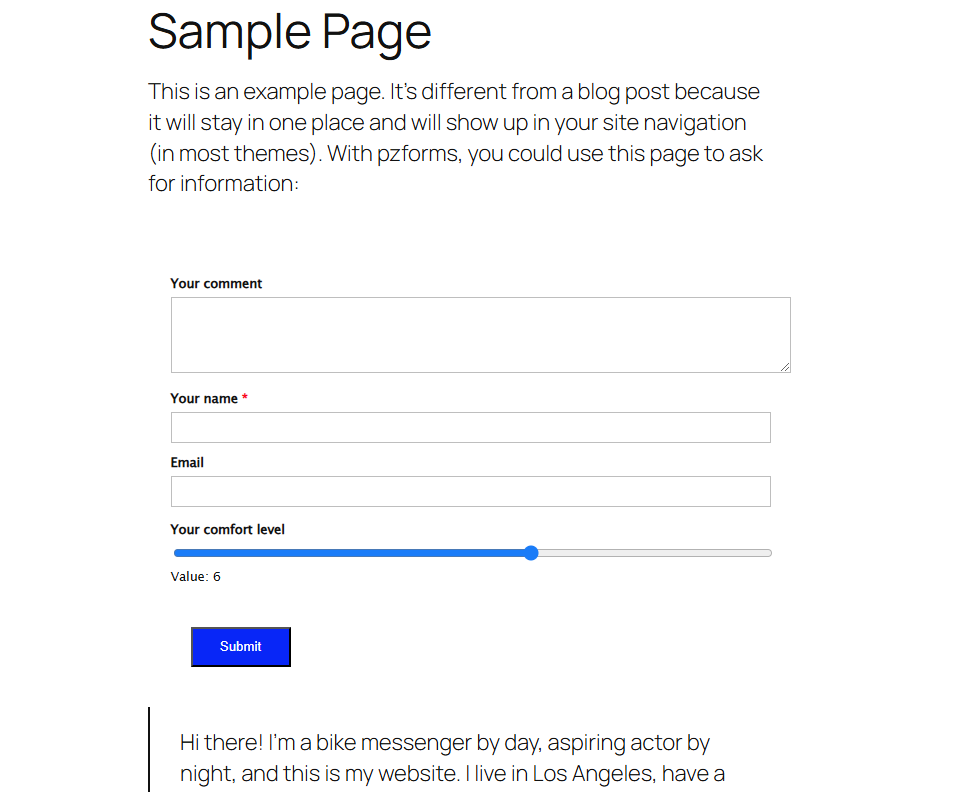 Sample Page
This is an example page. It's different from a blog post because
it will stay in one place and will show up in your site navigation
(in most themes). With pzforms, you could use this page to ask
for information:
Your comment
Your name *
Email
Your comfort level
Value: 6
Submit
Hi there! I'm a bike messenger by day, aspiring actor by
night, and this is my website. I live in Los Angeles, have a